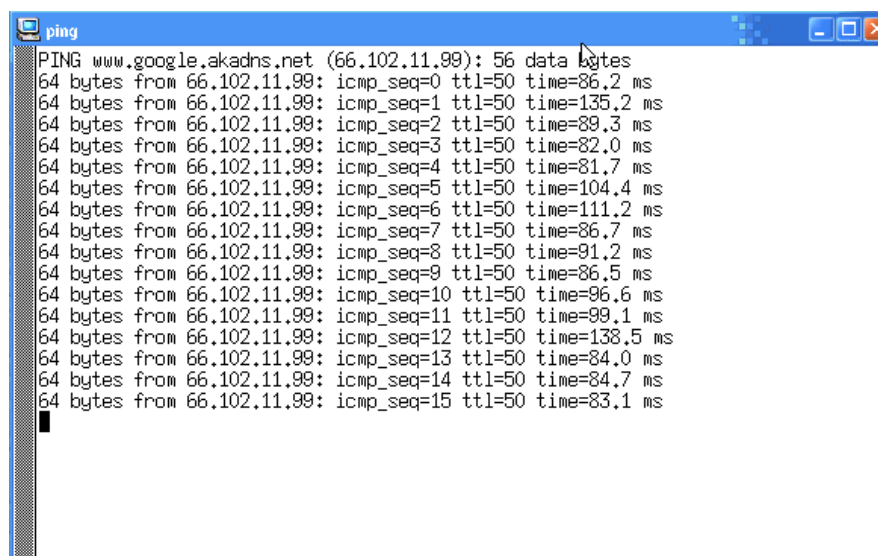 ping
PING www.google.akadns.net (66.102.11.99): 56 data bytes
64 bytes from 66.102.11.99: icmp_seq=0 ttl=50 time=86.2 ms
64 bytes from 66.102.11.99: icmp_seq=1 ttl=50 time=135.2 ms
64 bytes from 66.102.11.99: icmp_seq=2 ttl=50 time=89.3 ms
64 bytes from 66.102.11.99: icmp_seq=3 ttl=50 time=82.0 ms
64 bytes from 66.102.11.99: icmp_seq=4 ttl=50 time=81.7 ms
64 bytes from 66.102.11.99: icmp_seq=5 ttl=50 time=104.4 ms
64 bytes from 66.102.11.99: icmp_seq=6 ttl=50 time=111.2 ms
64 bytes from 66.102.11.99: icmp_seq=7 ttl=50 time=86.7 ms
64 bytes from 66.102.11.99: icmp_seq=8 ttl=50 time=91.2 ms
64 bytes from 66.102.11.99: icmp_seq=9 ttl=50 time=86.5 ms
64 bytes from 66.102.11.99: icmp_seq=10 ttl=50 time=96.6 ms
64 bytes from 66.102.11.99: icmp_seq=11 ttl=50 time=99.1 ms
64 bytes from 66.102.11.99: icmp_seq=12 ttl=50 time=138.5 ms
64 bytes from 66.102.11.99: icmp_seq=13 ttl=50 time=84.0 ms
64 bytes from 66.102.11.99: icmp_seq=14 ttl=50 time=84.7 ms
64 bytes from 66.102.11.99: icmp_seq=15 ttl=50 time=83.1 ms